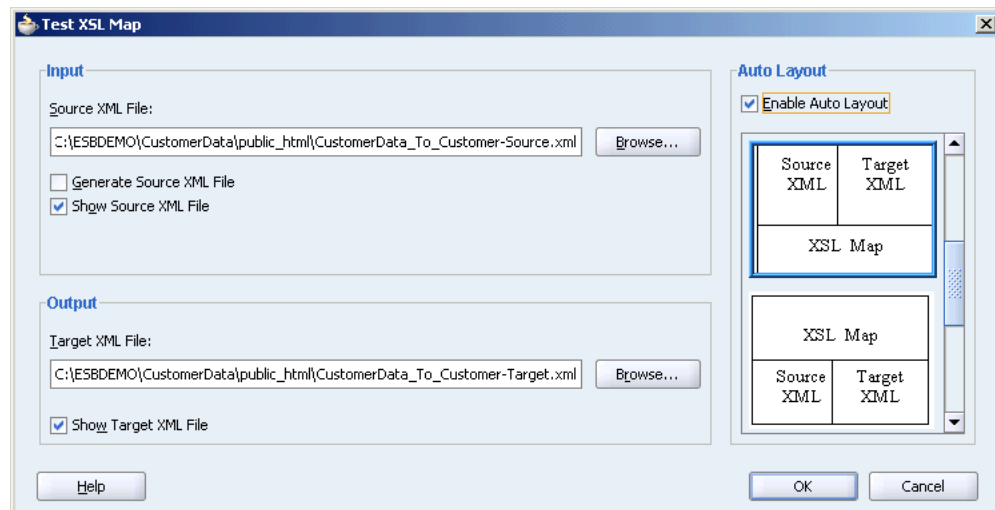 Test XSL Map
Input
Source XML File:
C:\ESBDEMO\CustomerData\public_html\CustomerData_To_Customer-Source.xml
Browse...
Generate Source XML File
Show Source XML File
Output
Target XML File:
C:\ESBDEMO\CustomerData\public_html\CustomerData_To_Customer-Target.xml
Browse...
Show Target XML File
Auto Layout
Enable Auto Layout
Source XML
Target XML
XSL Map
XSL Map
Source XML
Target XML
Help
OK
Cancel